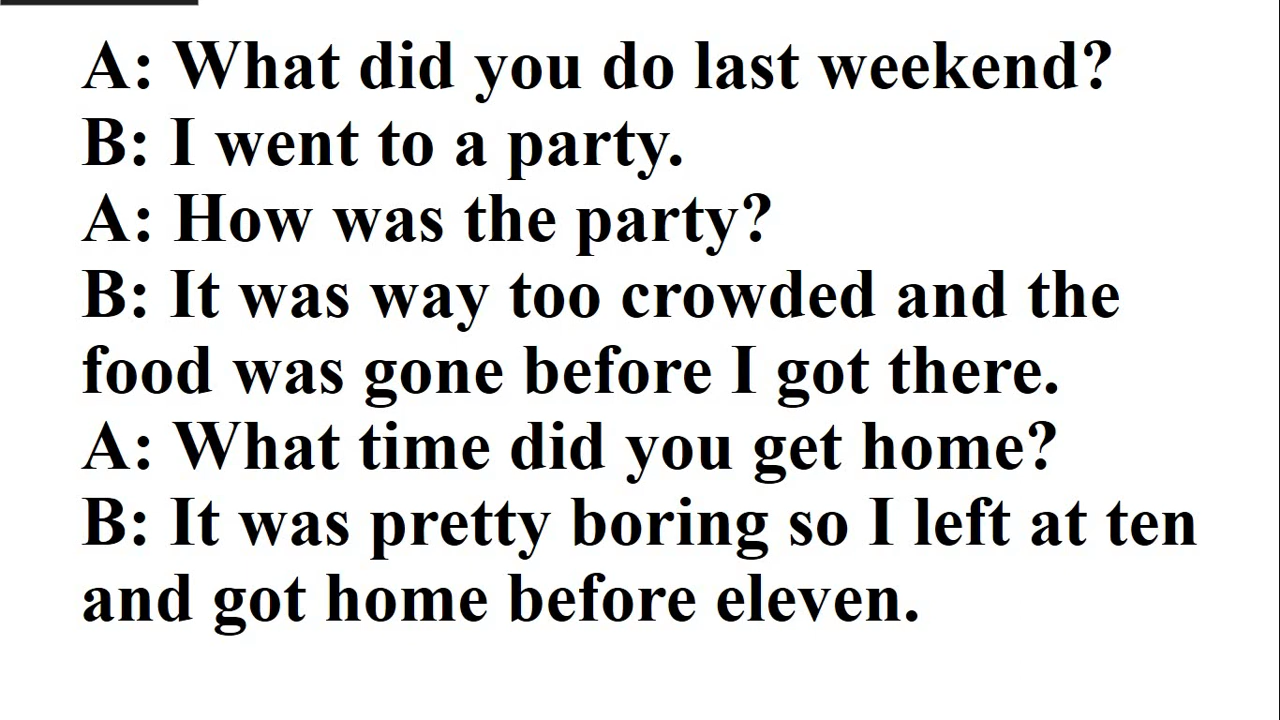 A: What did you do last weekend?
B: I went to a party.
A: How was the party?
B: It was way too crowded and the
food was gone before I got there.
A: What time did you get home?
B: It was pretty boring so I left at ten
and got home before eleven.